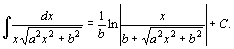 ∫ dx / (x√(a²x² + b²)) = (1/b) ln |x / (b + √(a²x² + b²))| + C.